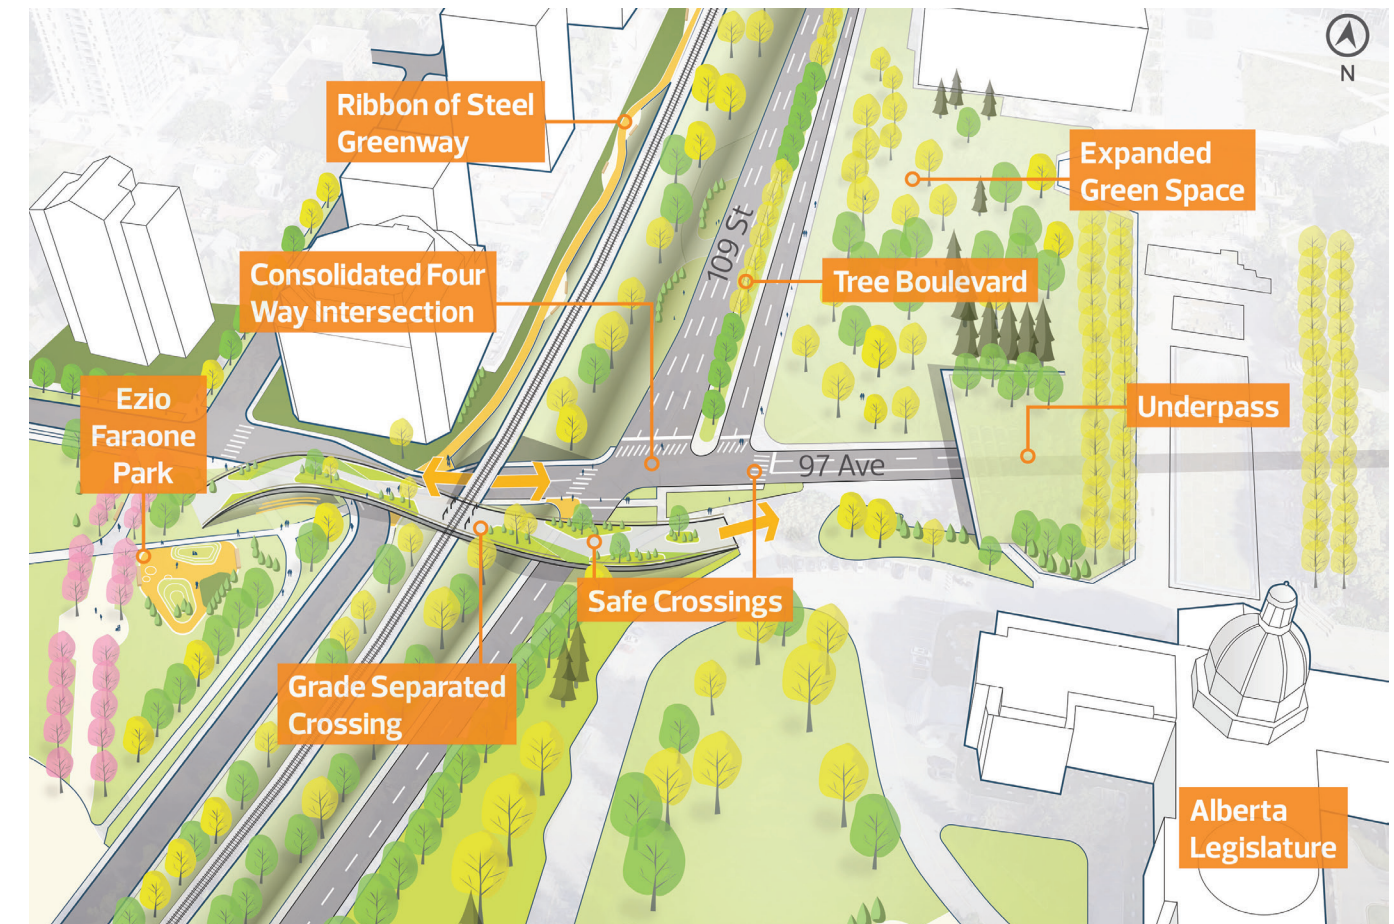 N
Ribbon of Steel
Greenway
Expanded
Green Space
109 St
Consolidated Four
Way Intersection
Tree Boulevard
Ezio
Faraone
Park
Underpass
97 Ave
Safe Crossings
Grade Separated
Crossing
Alberta
Legislature